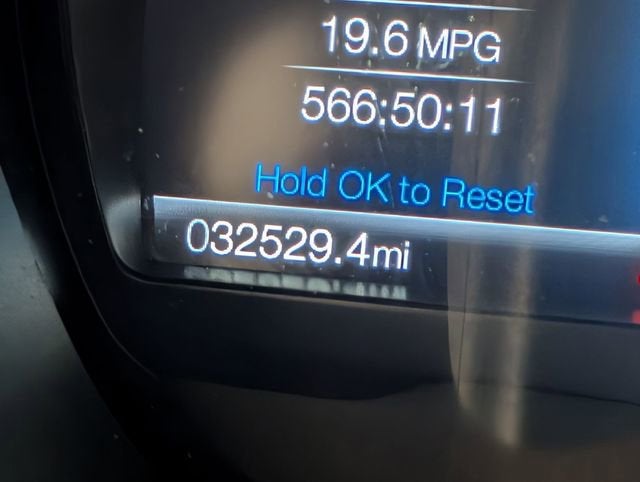 19.6 MPG
566:50:11
Hold OK to Reset
032529.4mi